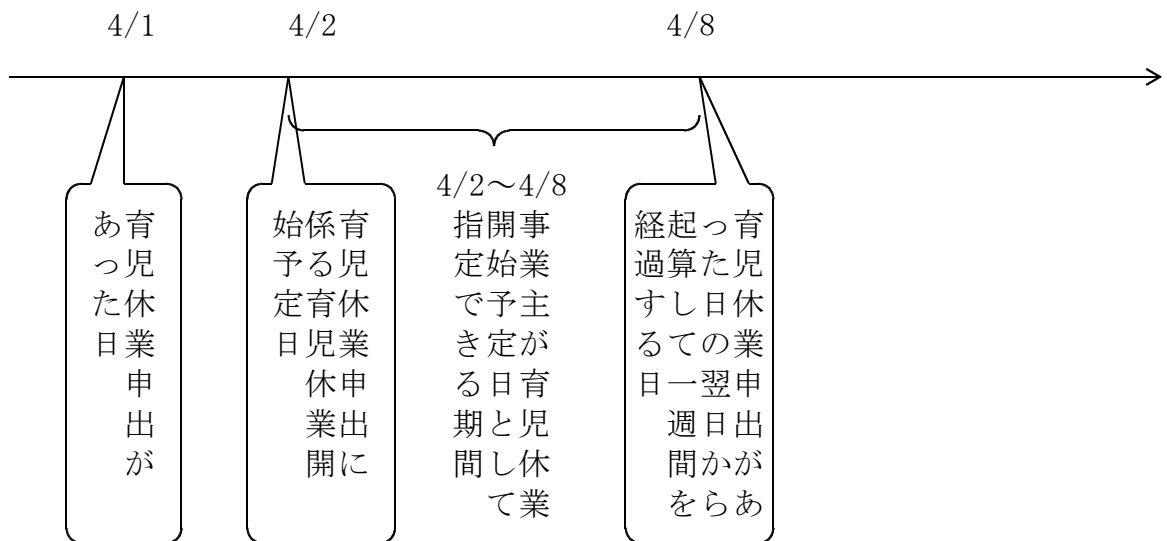 4/1
4/2
4/8
育児休業申出が
あった日
育児休業申出に
係る育児休業開
始予定日
4/2～4/8
事業主が育児休業
開始予定日として
指定できる期間
育児休業申出があ
った日の翌日から
起算して一週間を
経過する日